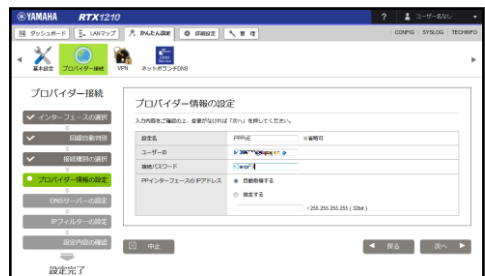 YAMAHA RTX1210
? ユーザー名なし
ダッシュボード LANマップ かんたん設定 詳細設定 管理 CONFIG SYSLOG TECHINFO
基本設定 プロバイダー接続 VPN ネットボランチDNS
プロバイダー接続
インターフェースの選択
回線自動判別
接続種別の選択
プロバイダー情報の設定
DNSサーバーの設定
IPフィルターの設定
設定内容の確認
設定完了
プロバイダー情報の設定
入力内容をご確認の上、変更がなければ「次へ」を押してください。
設定名 PPPoE ※省略可
ユーザーID
接続パスワード
PPインターフェースのIPアドレス 自動取得する
指定する
/ 255.255.255.255 ( 32bit )
中止 戻る 次へ